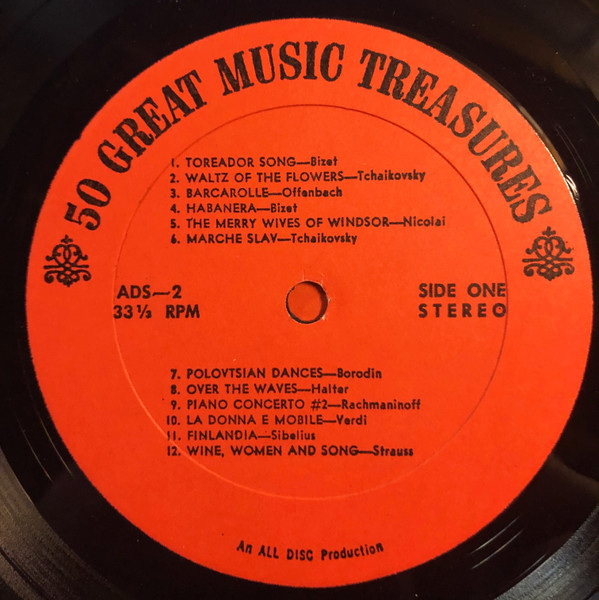 50 GREAT MUSIC TREASURES
1. TOREADOR SONG—Bizet
2. WALTZ OF THE FLOWERS—Tchaikovsky
3. BARCAROLLE—Offenbach
4. HABANERA—Bizet
5. THE MERRY WIVES OF WINDSOR—Nicolai
6. MARCHE SLAV—Tchaikovsky
ADS—2
33⅓ RPM
SIDE ONE
STEREO
7. POLOVTSIAN DANCES—Borodin
8. OVER THE WAVES—Halter
9. PIANO CONCERTO #2—Rachmaninoff
10. LA DONNA E MOBILE—Verdi
11. FINLANDIA—Sibelius
12. WINE, WOMEN AND SONG—Strauss
An ALL DISC Production